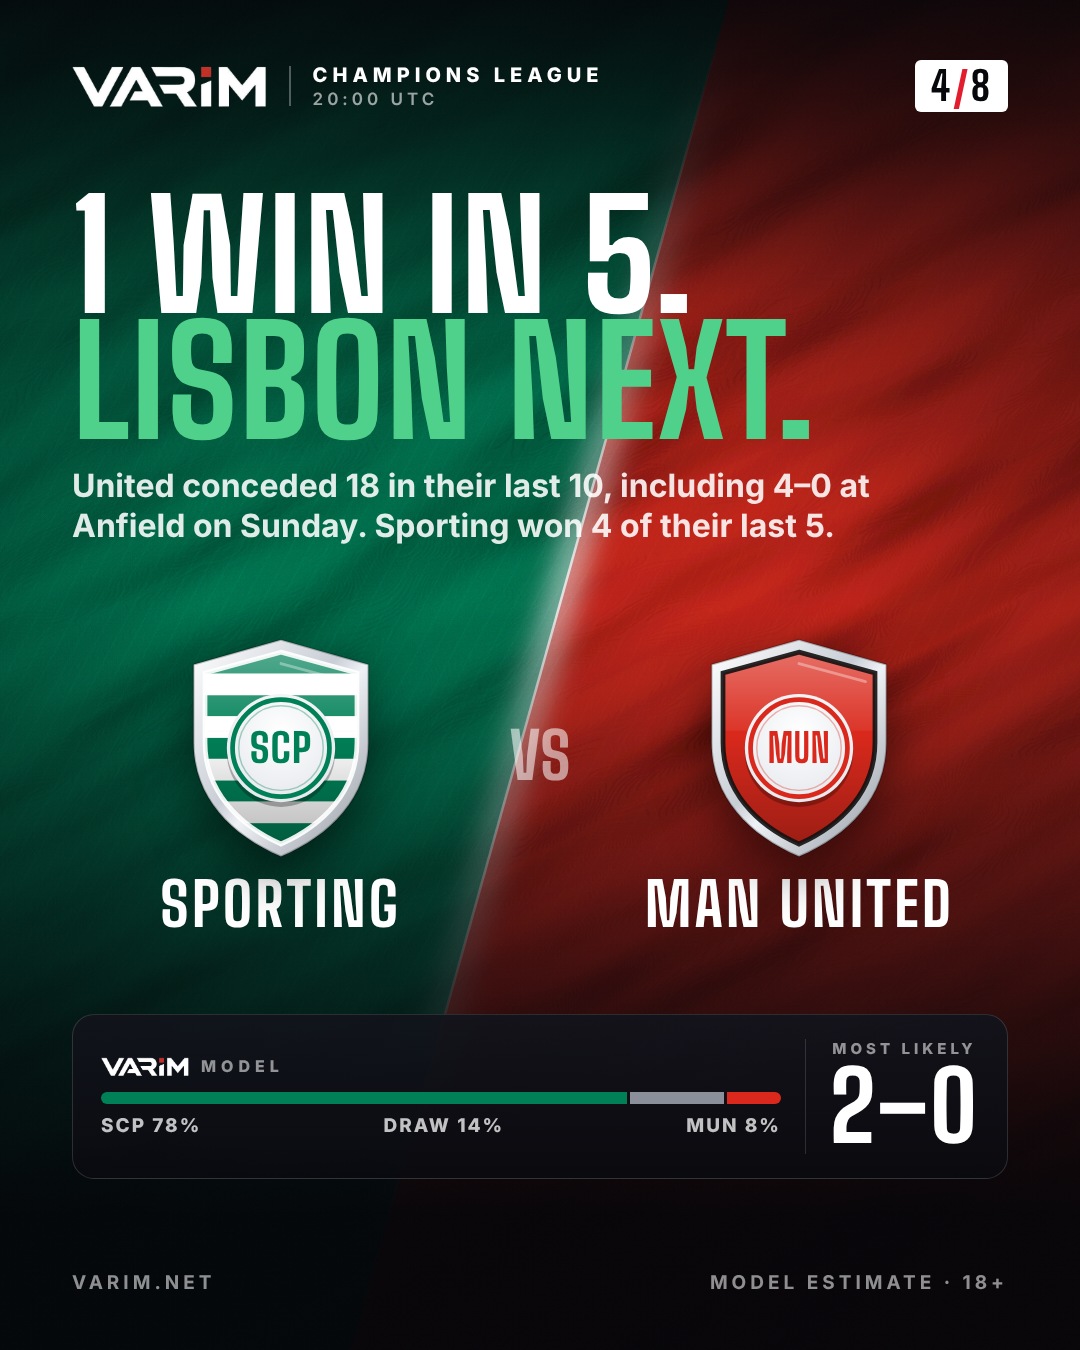 VARiM
CHAMPIONS LEAGUE
20:00 UTC
4/8
1 WIN IN 5.
LISBON NEXT.
United conceded 18 in their last 10, including 4–0 at
Anfield on Sunday. Sporting won 4 of their last 5.
SCP
VS
MUN
SPORTING
MAN UNITED
VARiM MODEL
SCP 78%
DRAW 14%
MUN 8%
MOST LIKELY
2–0
VARIM.NET
MODEL ESTIMATE · 18+